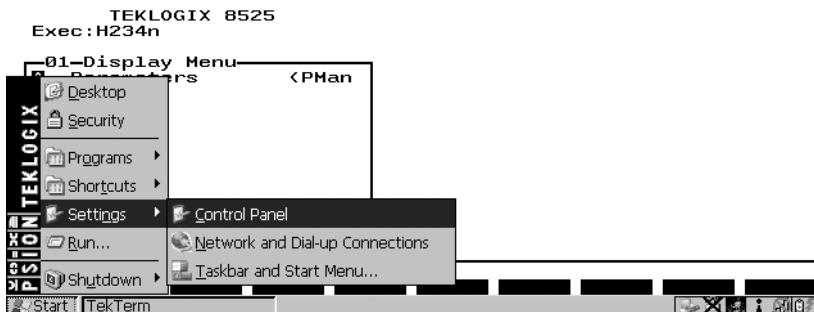 TEKLOGIX 8525
Exec:H234n
01—Display Menu
Parameters <PMan
Desktop
Security
Programs
Shortcuts
Settings
Control Panel
Network and Dial-up Connections
Taskbar and Start Menu...
Run...
Shutdown
PSION TEKLOGIX
Start TekTerm